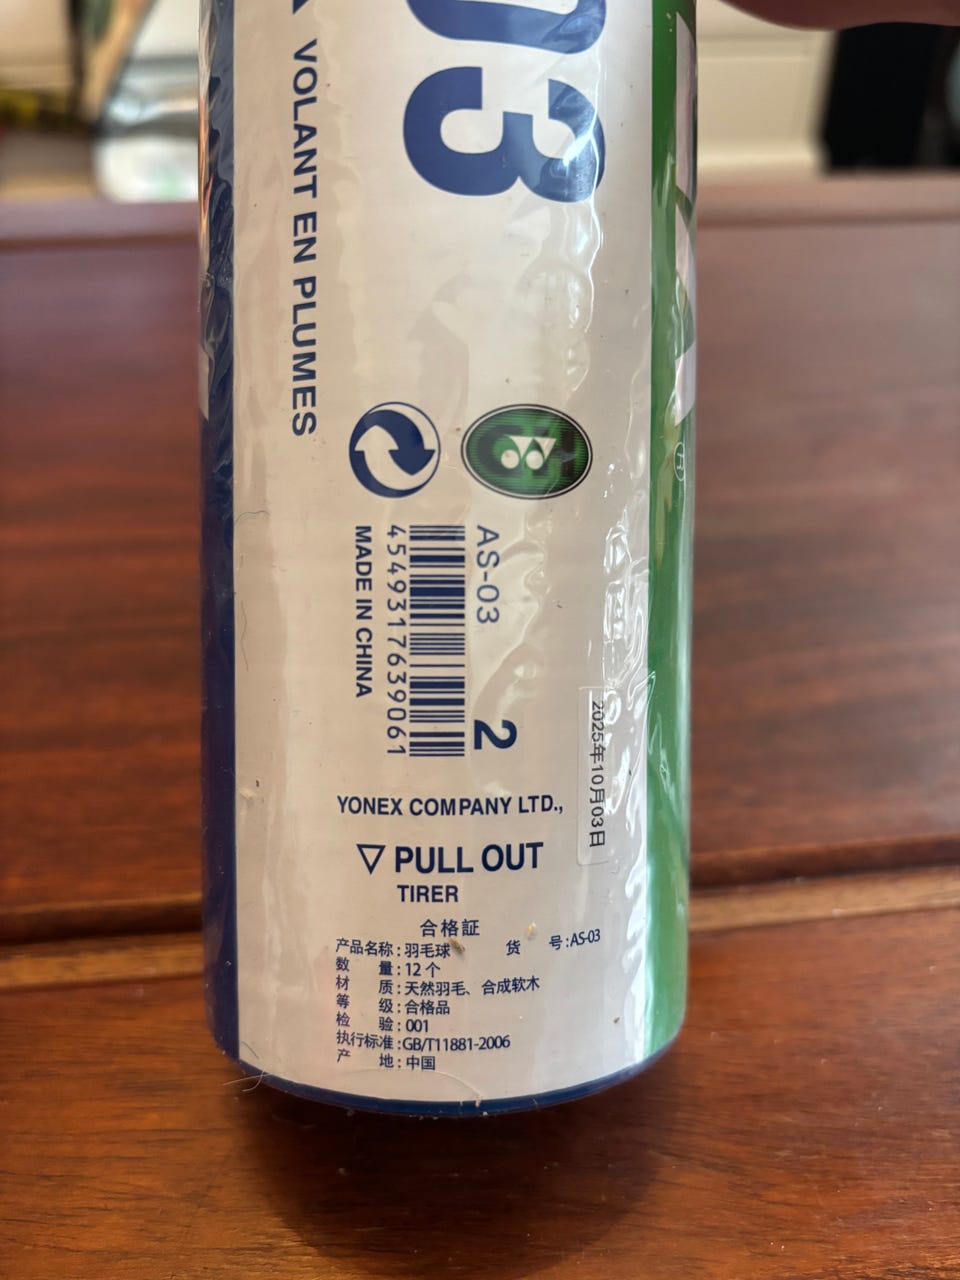 03
VOLANT EN PLUMES
AS-03
4549317639061
MADE IN CHINA
2
2025年10月03日
YONEX COMPANY LTD.,
▽ PULL OUT
TIRER
合格証
产品名称:羽毛球 货 号:AS-03
数 量:12个
材 质:天然羽毛、合成软木
等 级:合格品
检 验:001
执行标准:GB/T11881-2006
产 地:中国